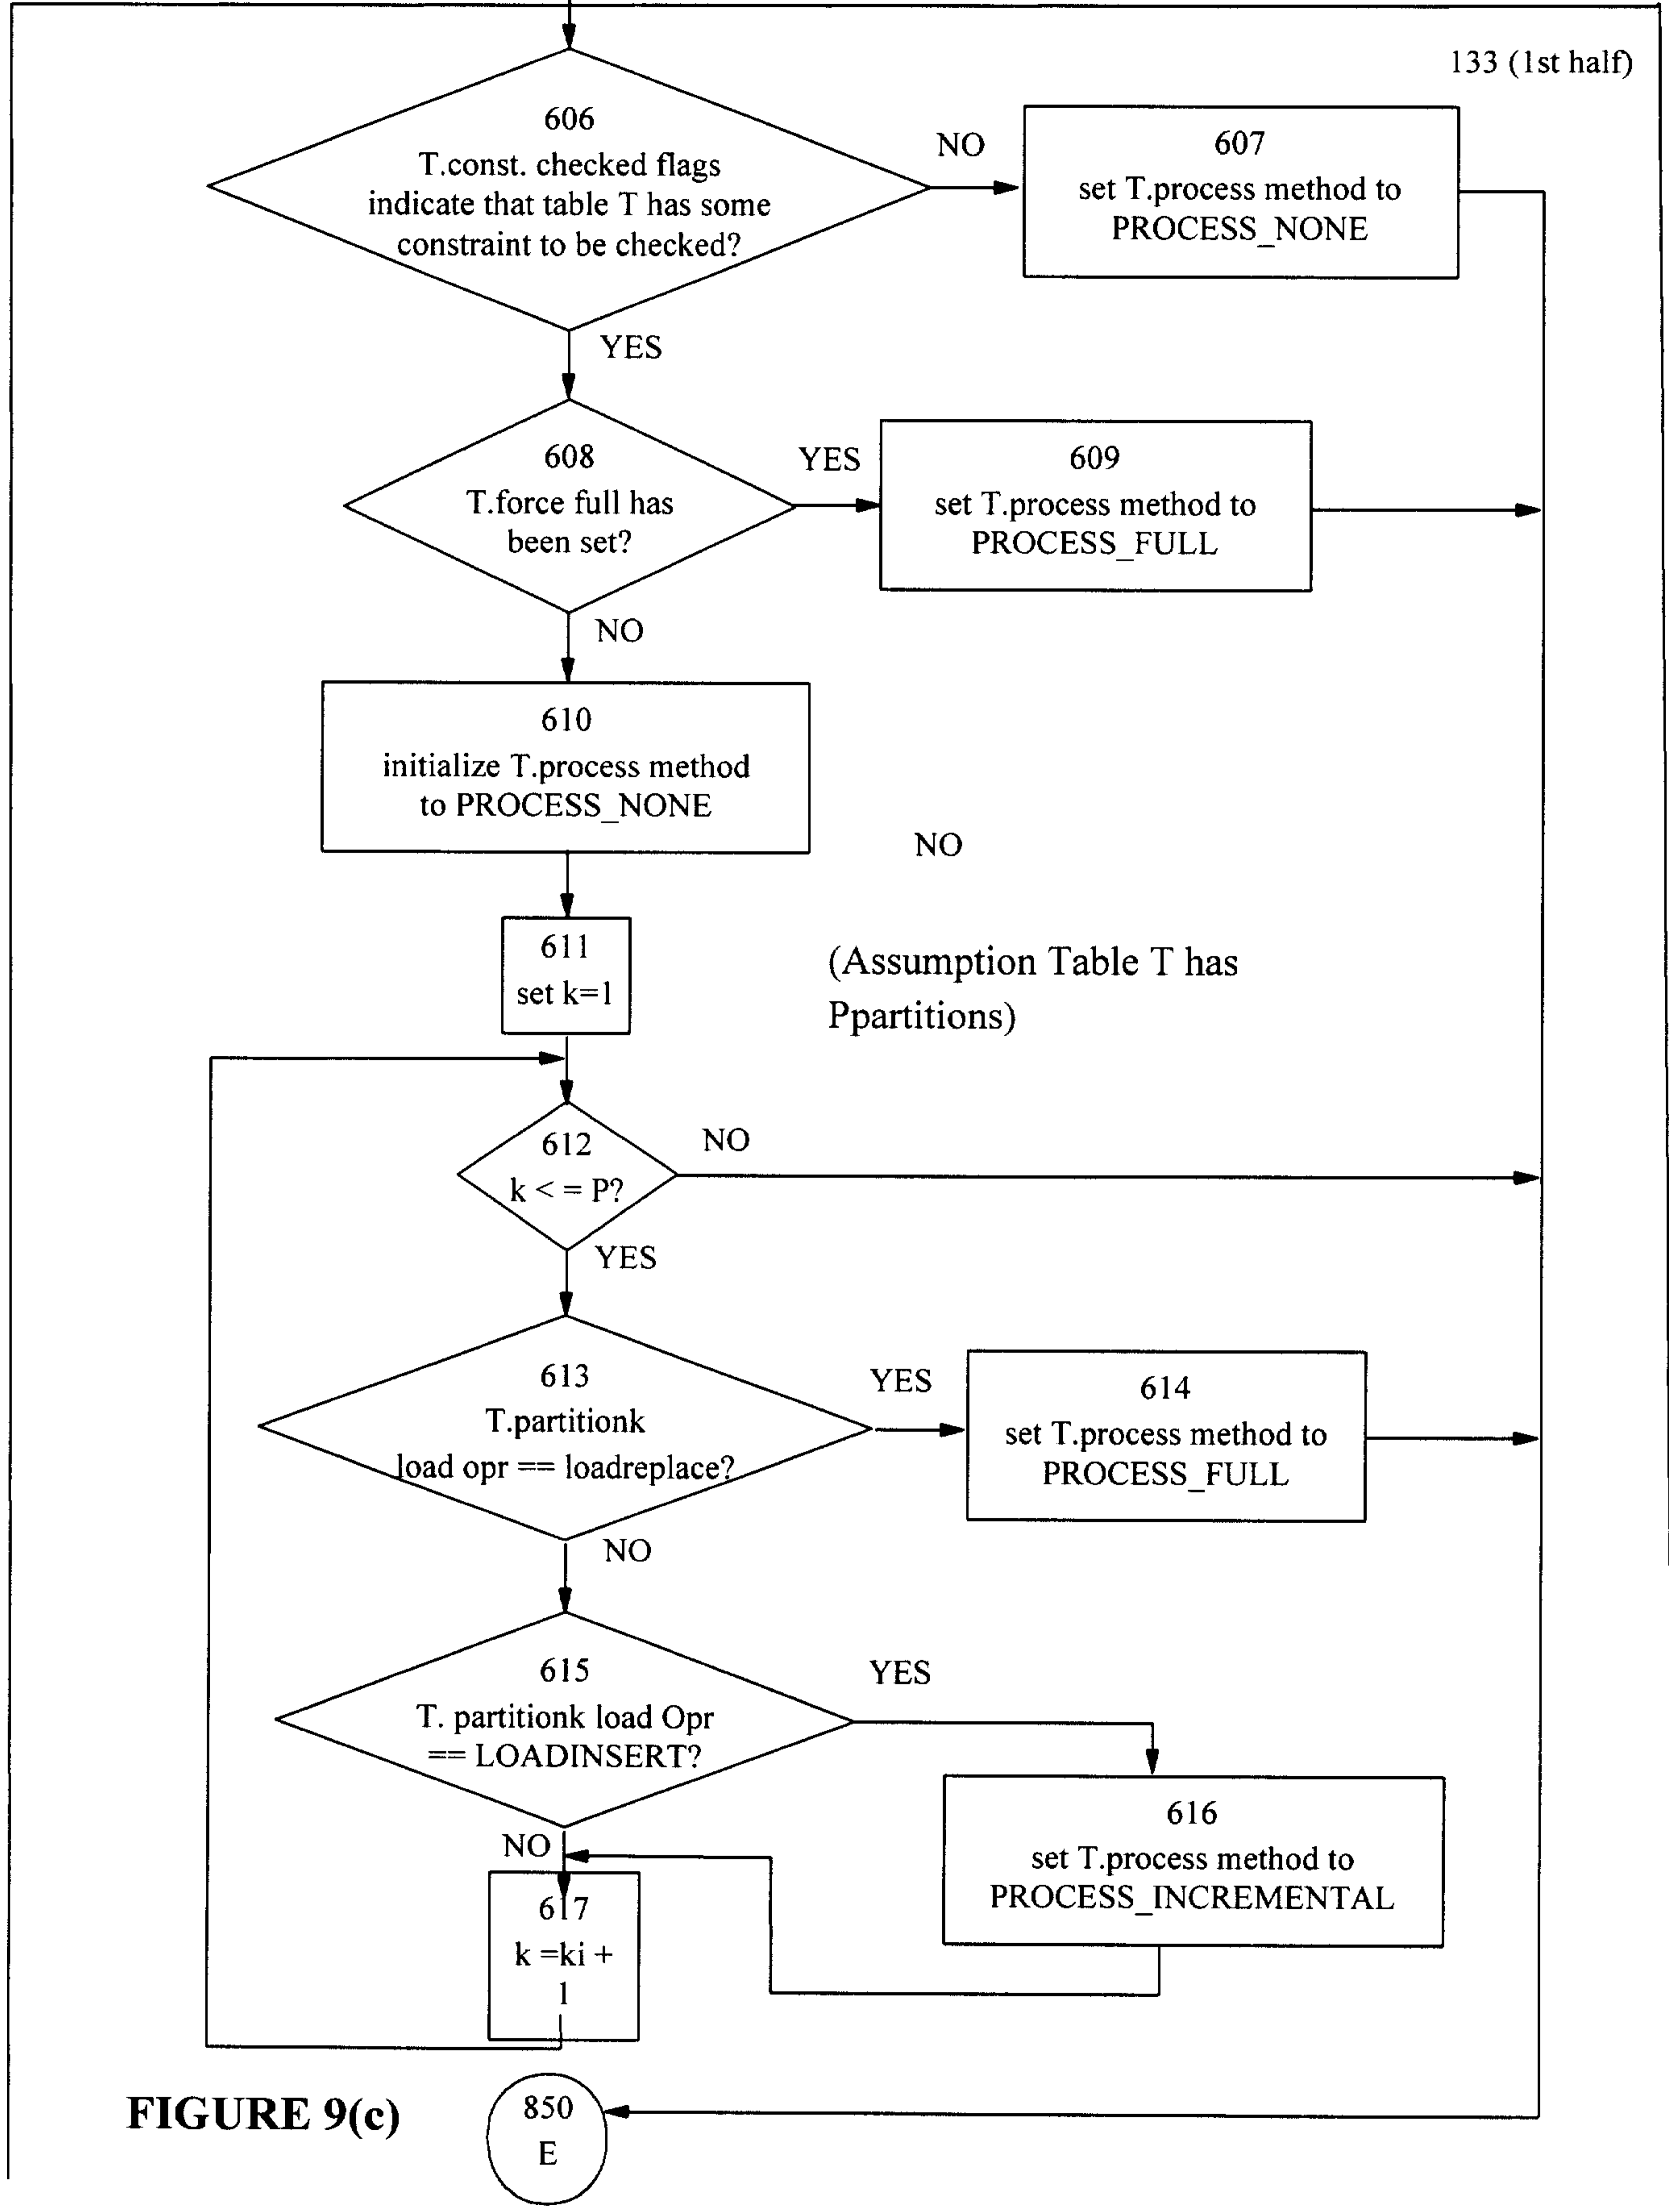 133 (1st half)
606
T.const. checked flags
indicate that table T has some
constraint to be checked?
NO
607
set T.process method to
PROCESS_NONE
YES
608
T.force full has
been set?
YES
609
set T.process method to
PROCESS_FULL
NO
610
initialize T.process method
to PROCESS_NONE
NO
611
set k=1
(Assumption Table T has
Ppartitions)
612
k < = P?
NO
YES
613
T.partitionk
load opr == loadreplace?
YES
614
set T.process method to
PROCESS_FULL
NO
615
T. partitionk load Opr
== LOADINSERT?
YES
616
set T.process method to
PROCESS_INCREMENTAL
NO
617
k =ki +
1
FIGURE 9(c)
850
E